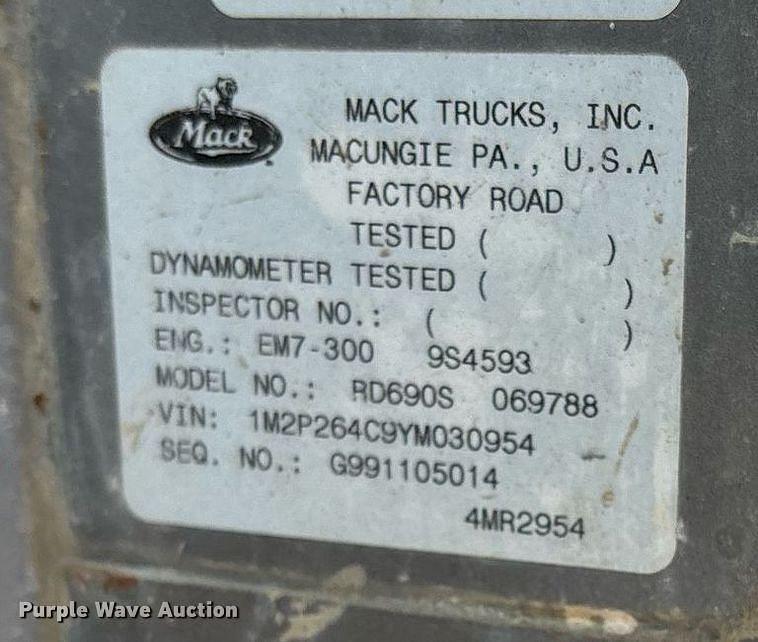 Mack
MACK TRUCKS, INC.
MACUNGIE PA., U.S.A
FACTORY ROAD
TESTED ( )
DYNAMOMETER TESTED ( )
INSPECTOR NO.: ( )
ENG.: EM7-300 9S4593
MODEL NO.: RD690S 069788
VIN: 1M2P264C9YM030954
SEQ. NO.: G991105014
4MR2954
Purple Wave Auction